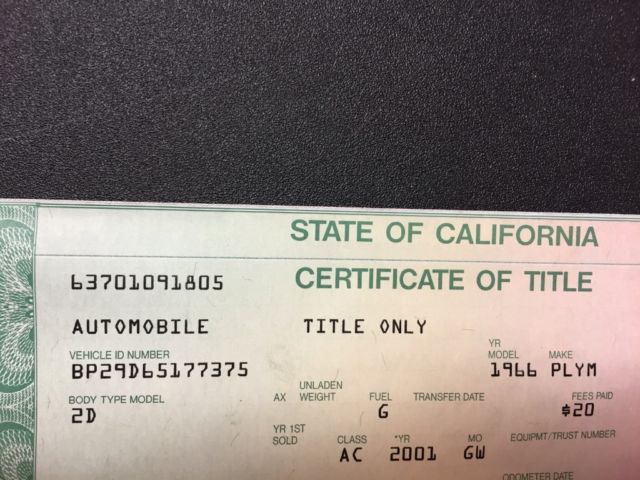 STATE OF CALIFORNIA
63701091805 CERTIFICATE OF TITLE
AUTOMOBILE TITLE ONLY
VEHICLE ID NUMBER YR MODEL MAKE
BP29D65177375 1966 PLYM
BODY TYPE MODEL AX UNLADEN WEIGHT FUEL TRANSFER DATE FEES PAID
2D G $20
YR 1ST SOLD CLASS *YR MO EQUIPMT/TRUST NUMBER
AC 2001 GW
ODOMETER DATE